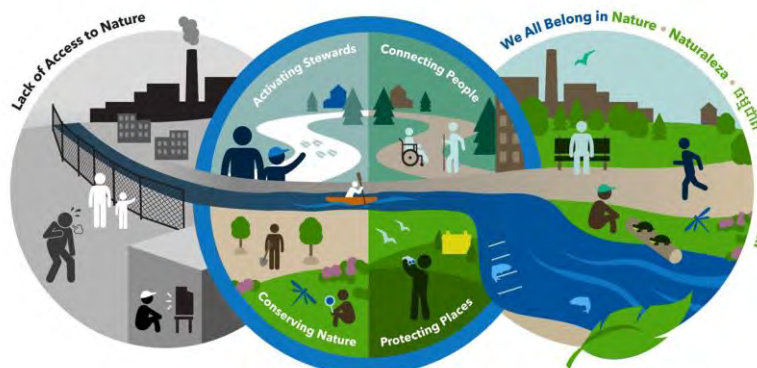 Lack of Access to Nature
Activating Stewards
Connecting People
Conserving Nature
Protecting Places
We All Belong in Nature • Naturaleza •